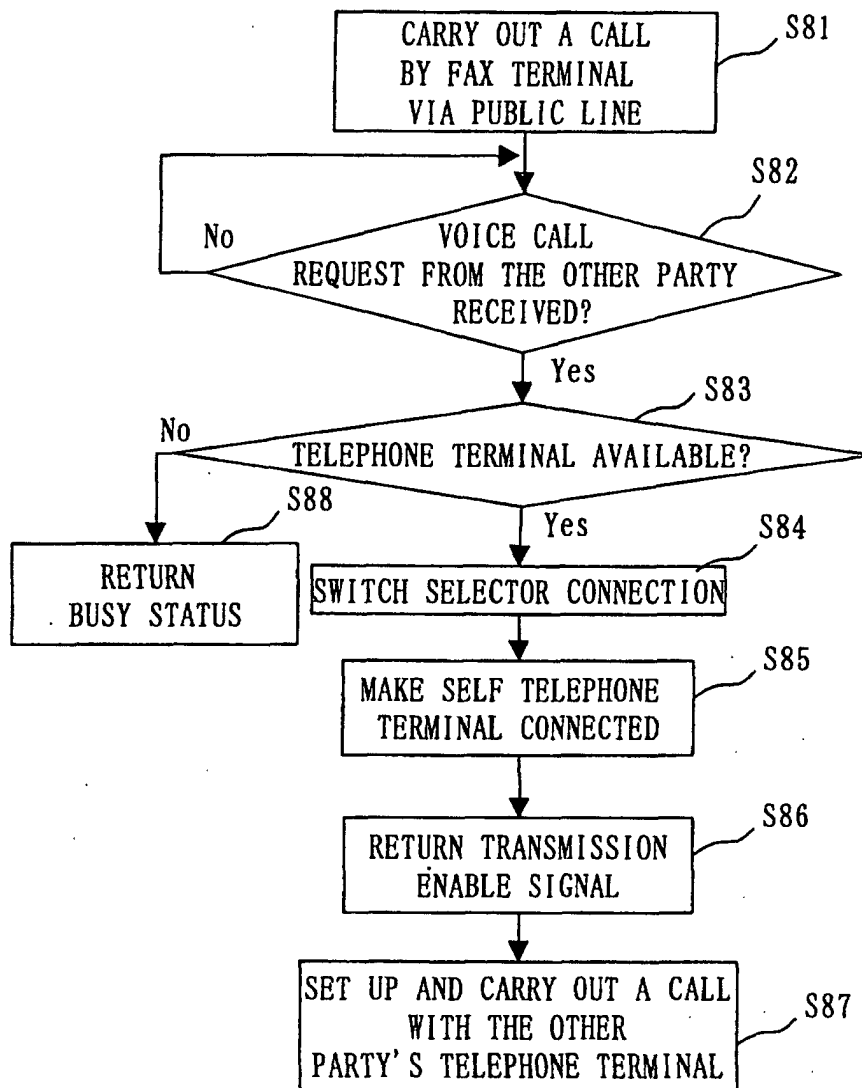 CARRY OUT A CALL
BY FAX TERMINAL
VIA PUBLIC LINE
S81
S82
No
VOICE CALL
REQUEST FROM THE OTHER PARTY
RECEIVED?
Yes
S83
No
TELEPHONE TERMINAL AVAILABLE?
S88
Yes
S84
RETURN
BUSY STATUS
SWITCH SELECTOR CONNECTION
S85
MAKE SELF TELEPHONE
TERMINAL CONNECTED
S86
RETURN TRANSMISSION
ENABLE SIGNAL
SET UP AND CARRY OUT A CALL
WITH THE OTHER
PARTY'S TELEPHONE TERMINAL
S87